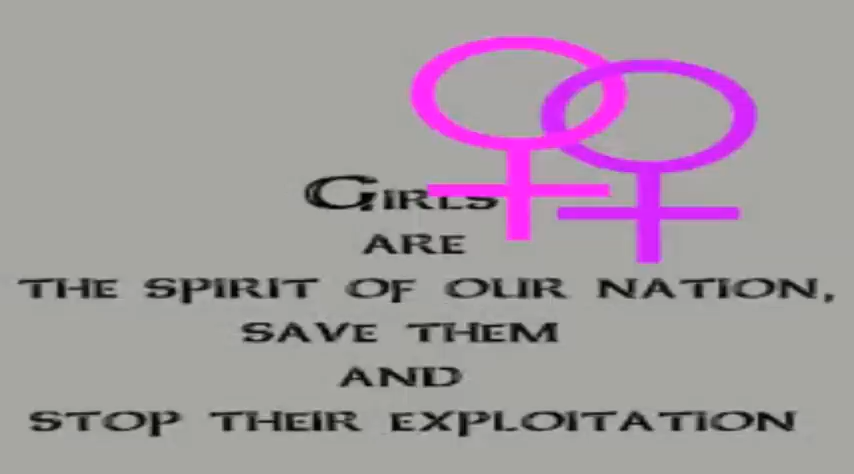 Girls
are
the spirit of our nation,
save them
and
stop their exploitation